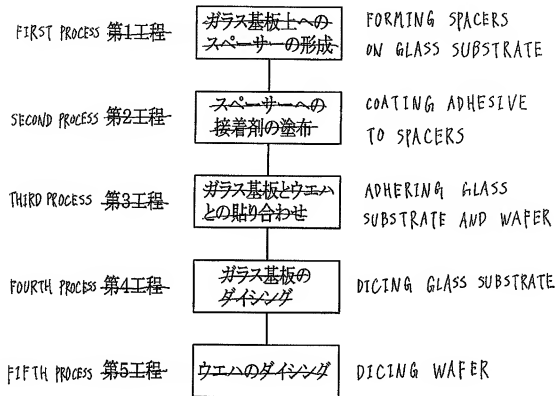 FIRST PROCESS 第1工程
ガラス基板上への
スペーサーの形成
FORMING SPACERS
ON GLASS SUBSTRATE
SECOND PROCESS 第2工程
スペーサーへの
接着剤の塗布
COATING ADHESIVE
TO SPACERS
THIRD PROCESS 第3工程
ガラス基板とウエハ
との貼り合わせ
ADHERING GLASS
SUBSTRATE AND WAFER
FOURTH PROCESS 第4工程
ガラス基板の
ダイシング
DICING GLASS SUBSTRATE
FIFTH PROCESS 第5工程
ウエハのダイシング
DICING WAFER